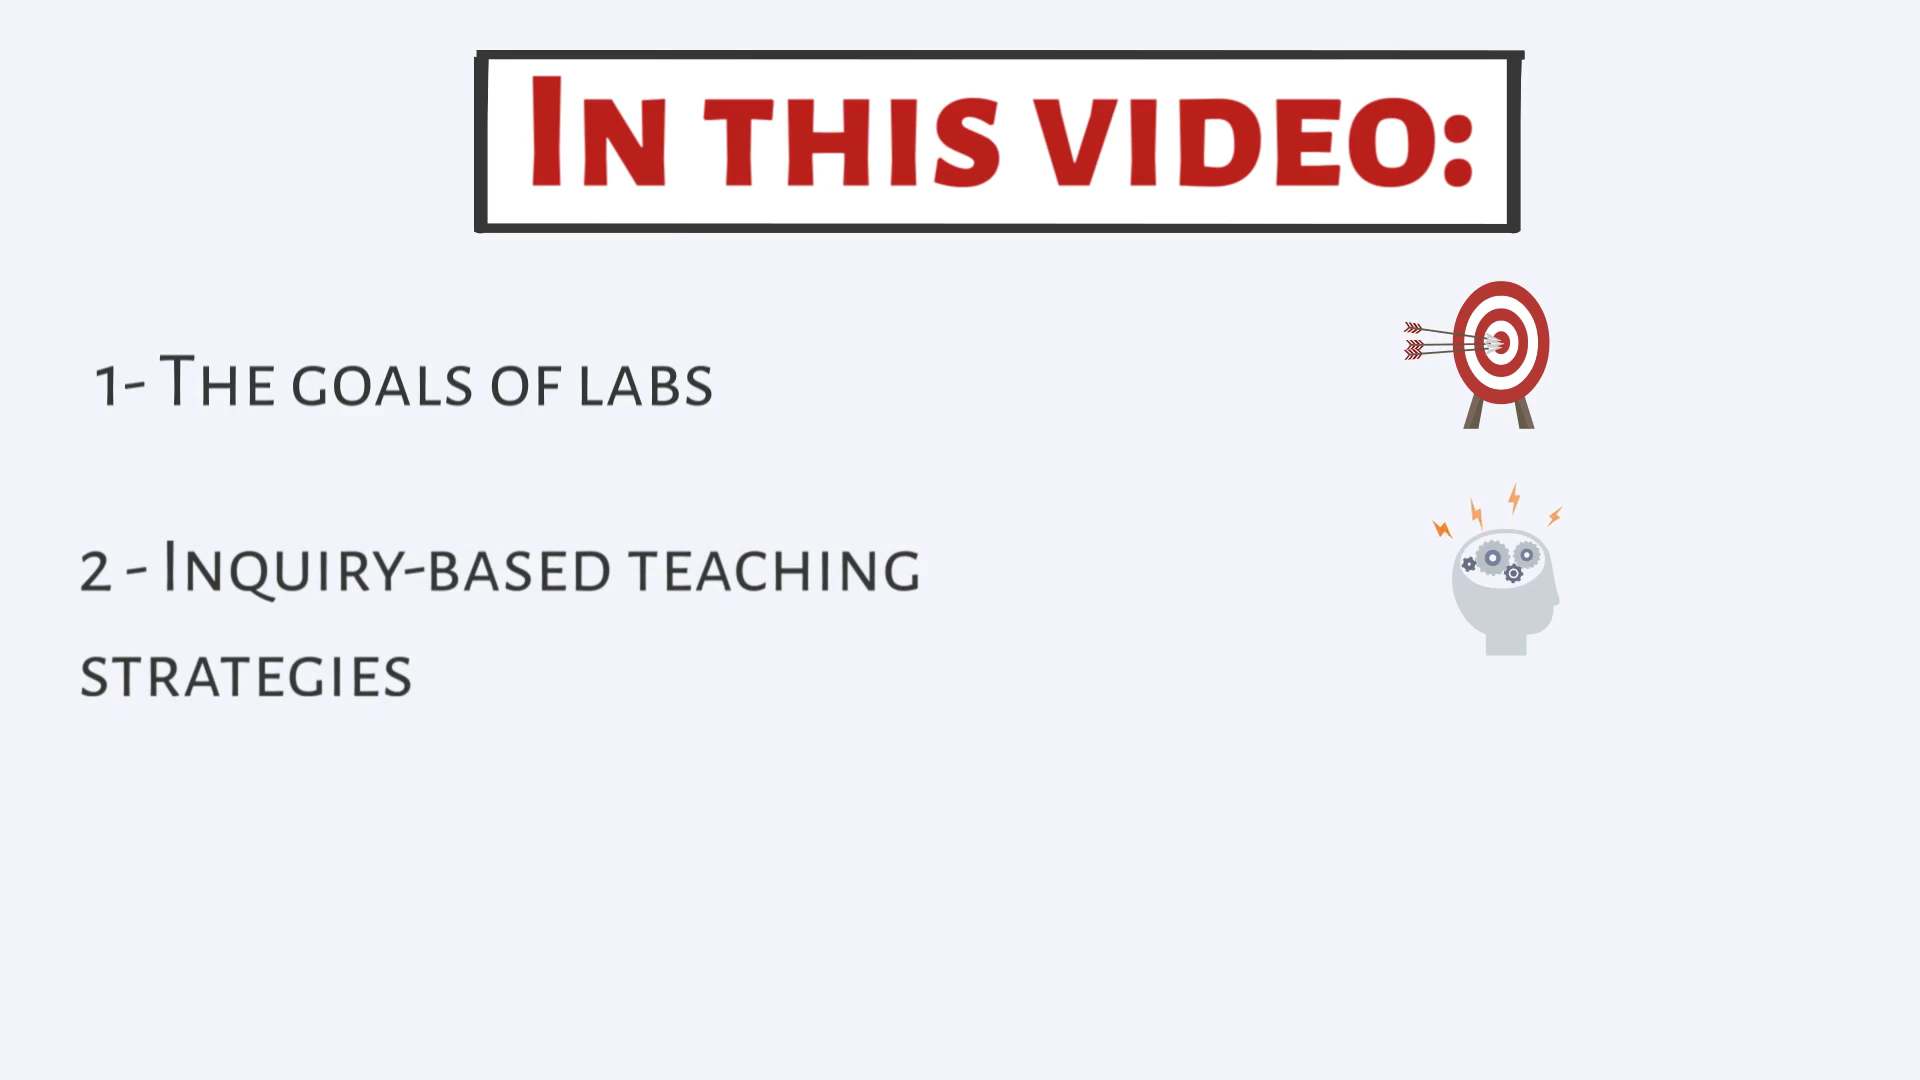 In this video:
1- The goals of labs
2 - Inquiry-based teaching
strategies